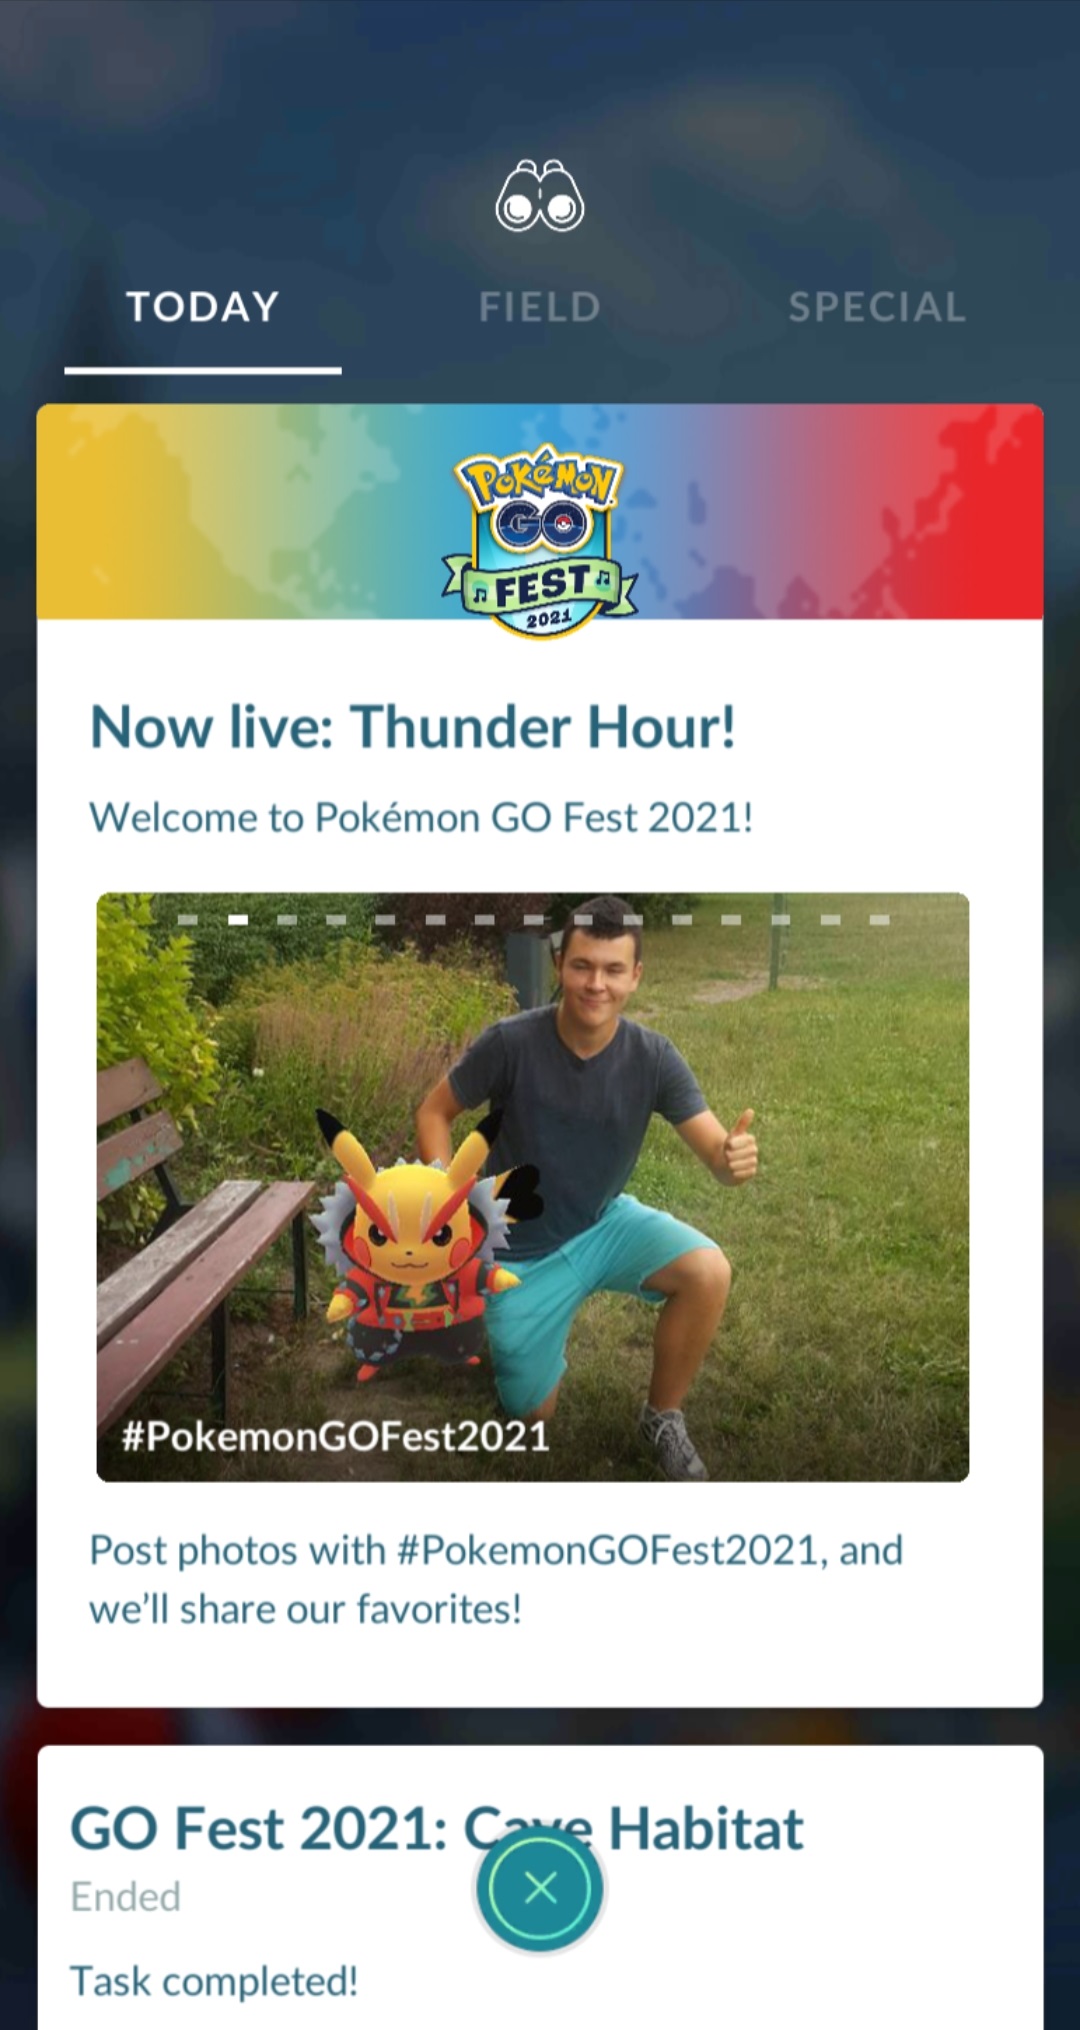 TODAY
FIELD
SPECIAL
POKéMON
GO
FEST
2021
Now live: Thunder Hour!
Welcome to Pokémon GO Fest 2021!
#PokemonGOFest2021
Post photos with #PokemonGOFest2021, and
we’ll share our favorites!
GO Fest 2021: Cave Habitat
Ended
Task completed!